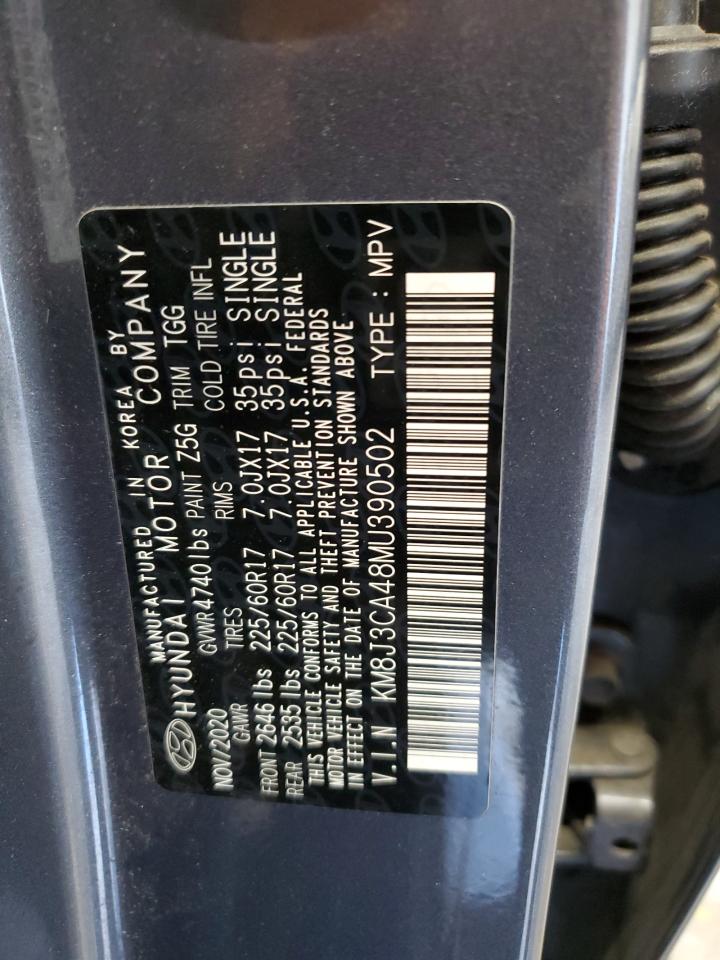 MANUFACTURED IN KOREA BY
HYUNDAI MOTOR COMPANY
NOV/2020 GVWR 4740 lbs PAINT Z5G TRIM TGG
GAWR TIRES RIMS COLD TIRE INFL
FRONT 2646 lbs 225/60R17 7.0JX17 35psi SINGLE
REAR 2535 lbs 225/60R17 7.0JX17 35psi SINGLE
THIS VEHICLE CONFORMS TO ALL APPLICABLE U.S.A. FEDERAL
MOTOR VEHICLE SAFETY AND THEFT PREVENTION STANDARDS
IN EFFECT ON THE DATE OF MANUFACTURE SHOWN ABOVE
V.I.N KM8J3CA48MU390502 TYPE : MPV